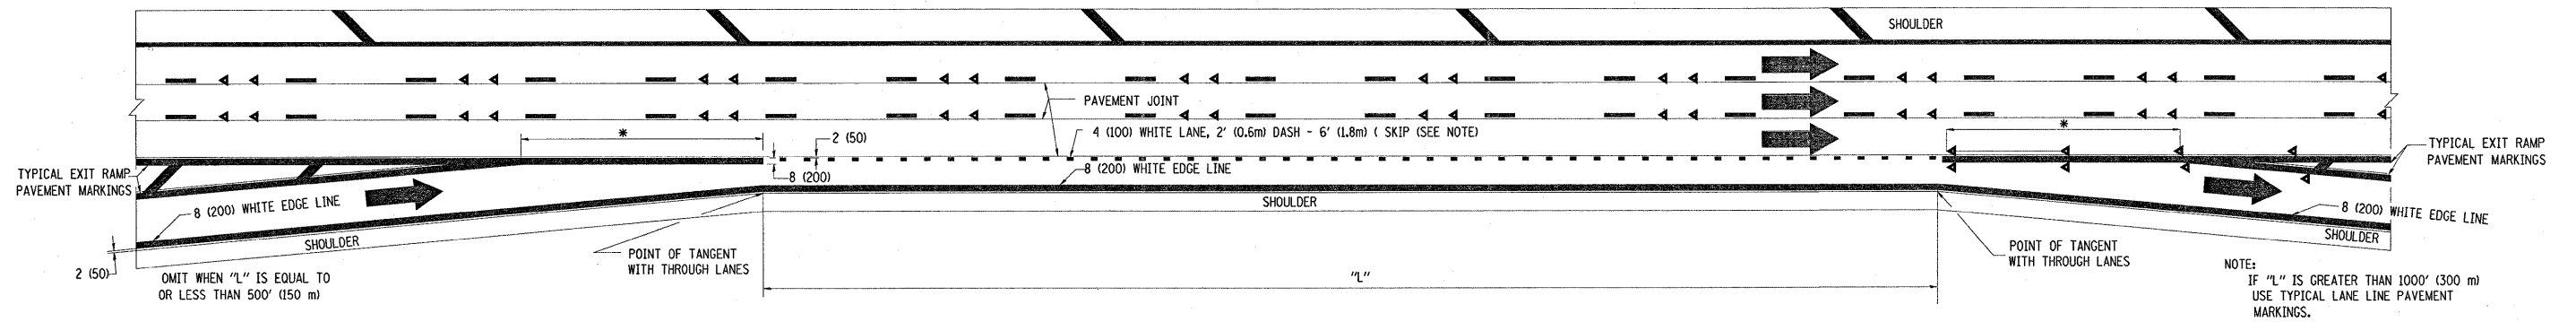 SHOULDER
PAVEMENT JOINT
4 (100) WHITE LANE, 2' (0.6m) DASH - 6' (1.8m) ( SKIP (SEE NOTE)
2 (50)
8 (200)
8 (200) WHITE EDGE LINE
*
*
TYPICAL EXIT RAMP
PAVEMENT MARKINGS
TYPICAL EXIT RAMP
PAVEMENT MARKINGS
8 (200) WHITE EDGE LINE
SHOULDER
SHOULDER
8 (200) WHITE EDGE LINE
SHOULDER
2 (50)
OMIT WHEN "L" IS EQUAL TO
OR LESS THAN 500' (150 m)
POINT OF TANGENT
WITH THROUGH LANES
"L"
POINT OF TANGENT
WITH THROUGH LANES
NOTE:
IF "L" IS GREATER THAN 1000' (300 m)
USE TYPICAL LANE LINE PAVEMENT
MARKINGS.